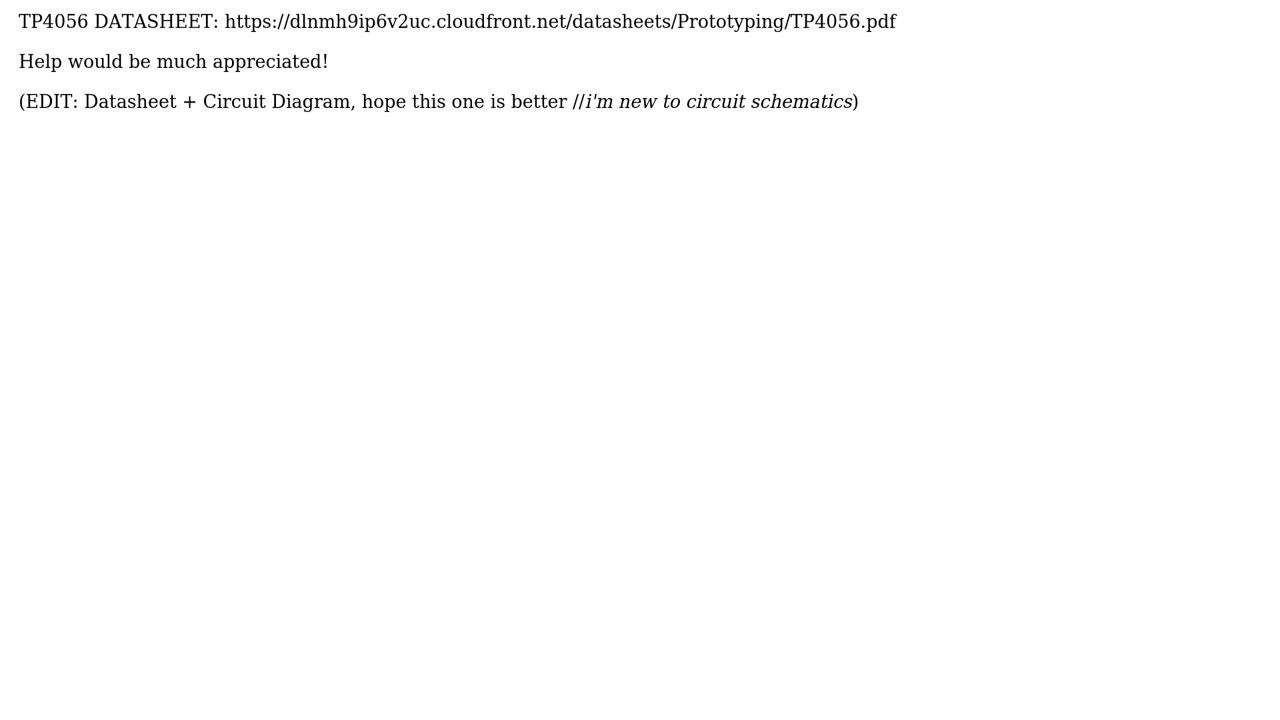 TP4056 DATASHEET: https://dlnmh9ip6v2uc.cloudfront.net/datasheets/Prototyping/TP4056.pdf
Help would be much appreciated!
(EDIT: Datasheet + Circuit Diagram, hope this one is better //i'm new to circuit schematics)